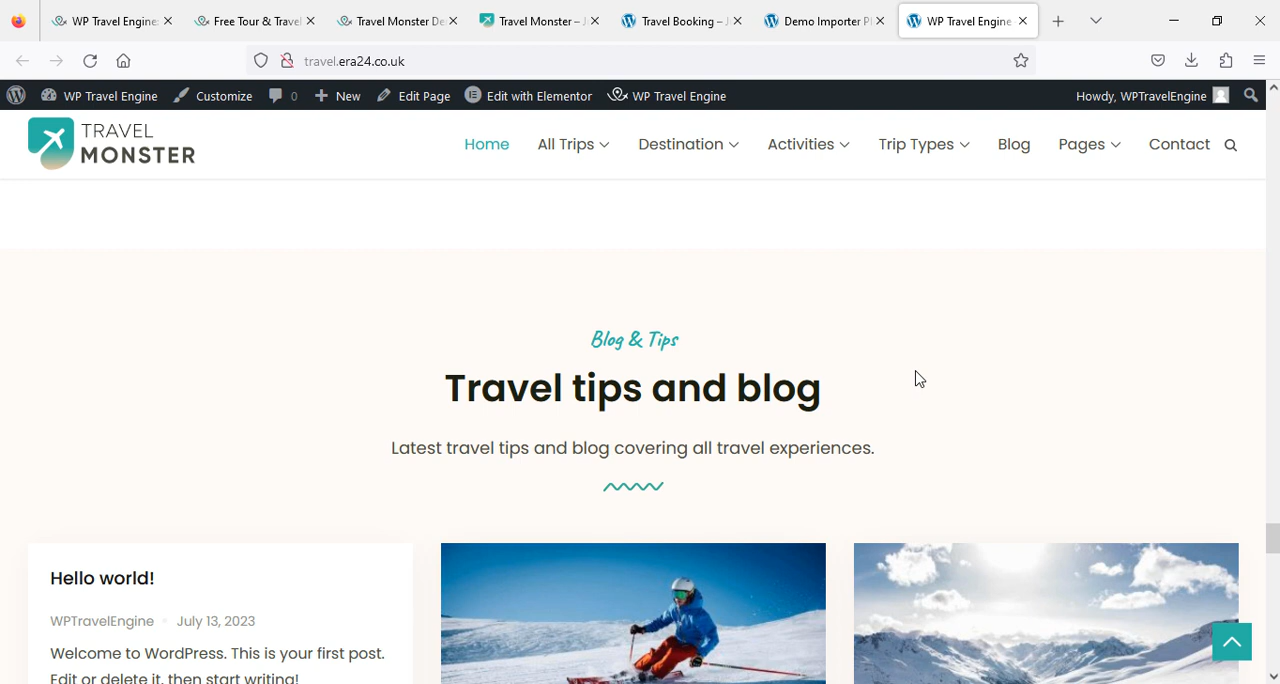 WP Travel Engine
Free Tour & Travel
Travel Monster De
Travel Monster –
Travel Booking –
Demo Importer Pl
WP Travel Engine
travel.era24.co.uk
WP Travel Engine
Customize
0
New
Edit Page
Edit with Elementor
WP Travel Engine
Howdy, WPTravelEngine
TRAVEL
MONSTER
Home
All Trips
Destination
Activities
Trip Types
Blog
Pages
Contact
Blog & Tips
Travel tips and blog
Latest travel tips and blog covering all travel experiences.
Hello world!
WPTravelEngine
July 13, 2023
Welcome to WordPress. This is your first post.
Edit or delete it, then start writing!